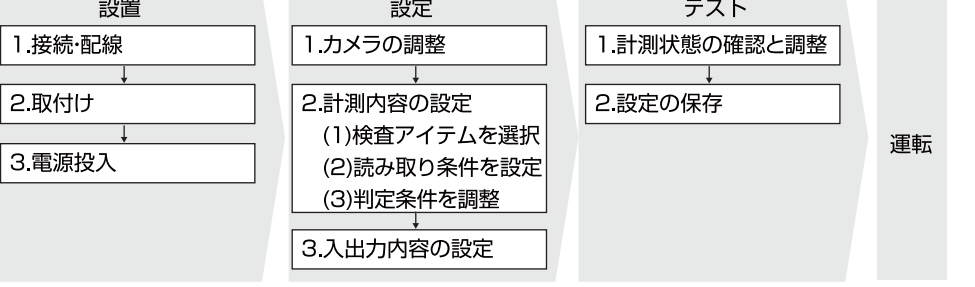 設置
1.接続・配線
2.取付け
3.電源投入
設定
1.カメラの調整
2.計測内容の設定
(1)検査アイテムを選択
(2)読み取り条件を設定
(3)判定条件を調整
3.入出力内容の設定
テスト
1.計測状態の確認と調整
2.設定の保存
運転